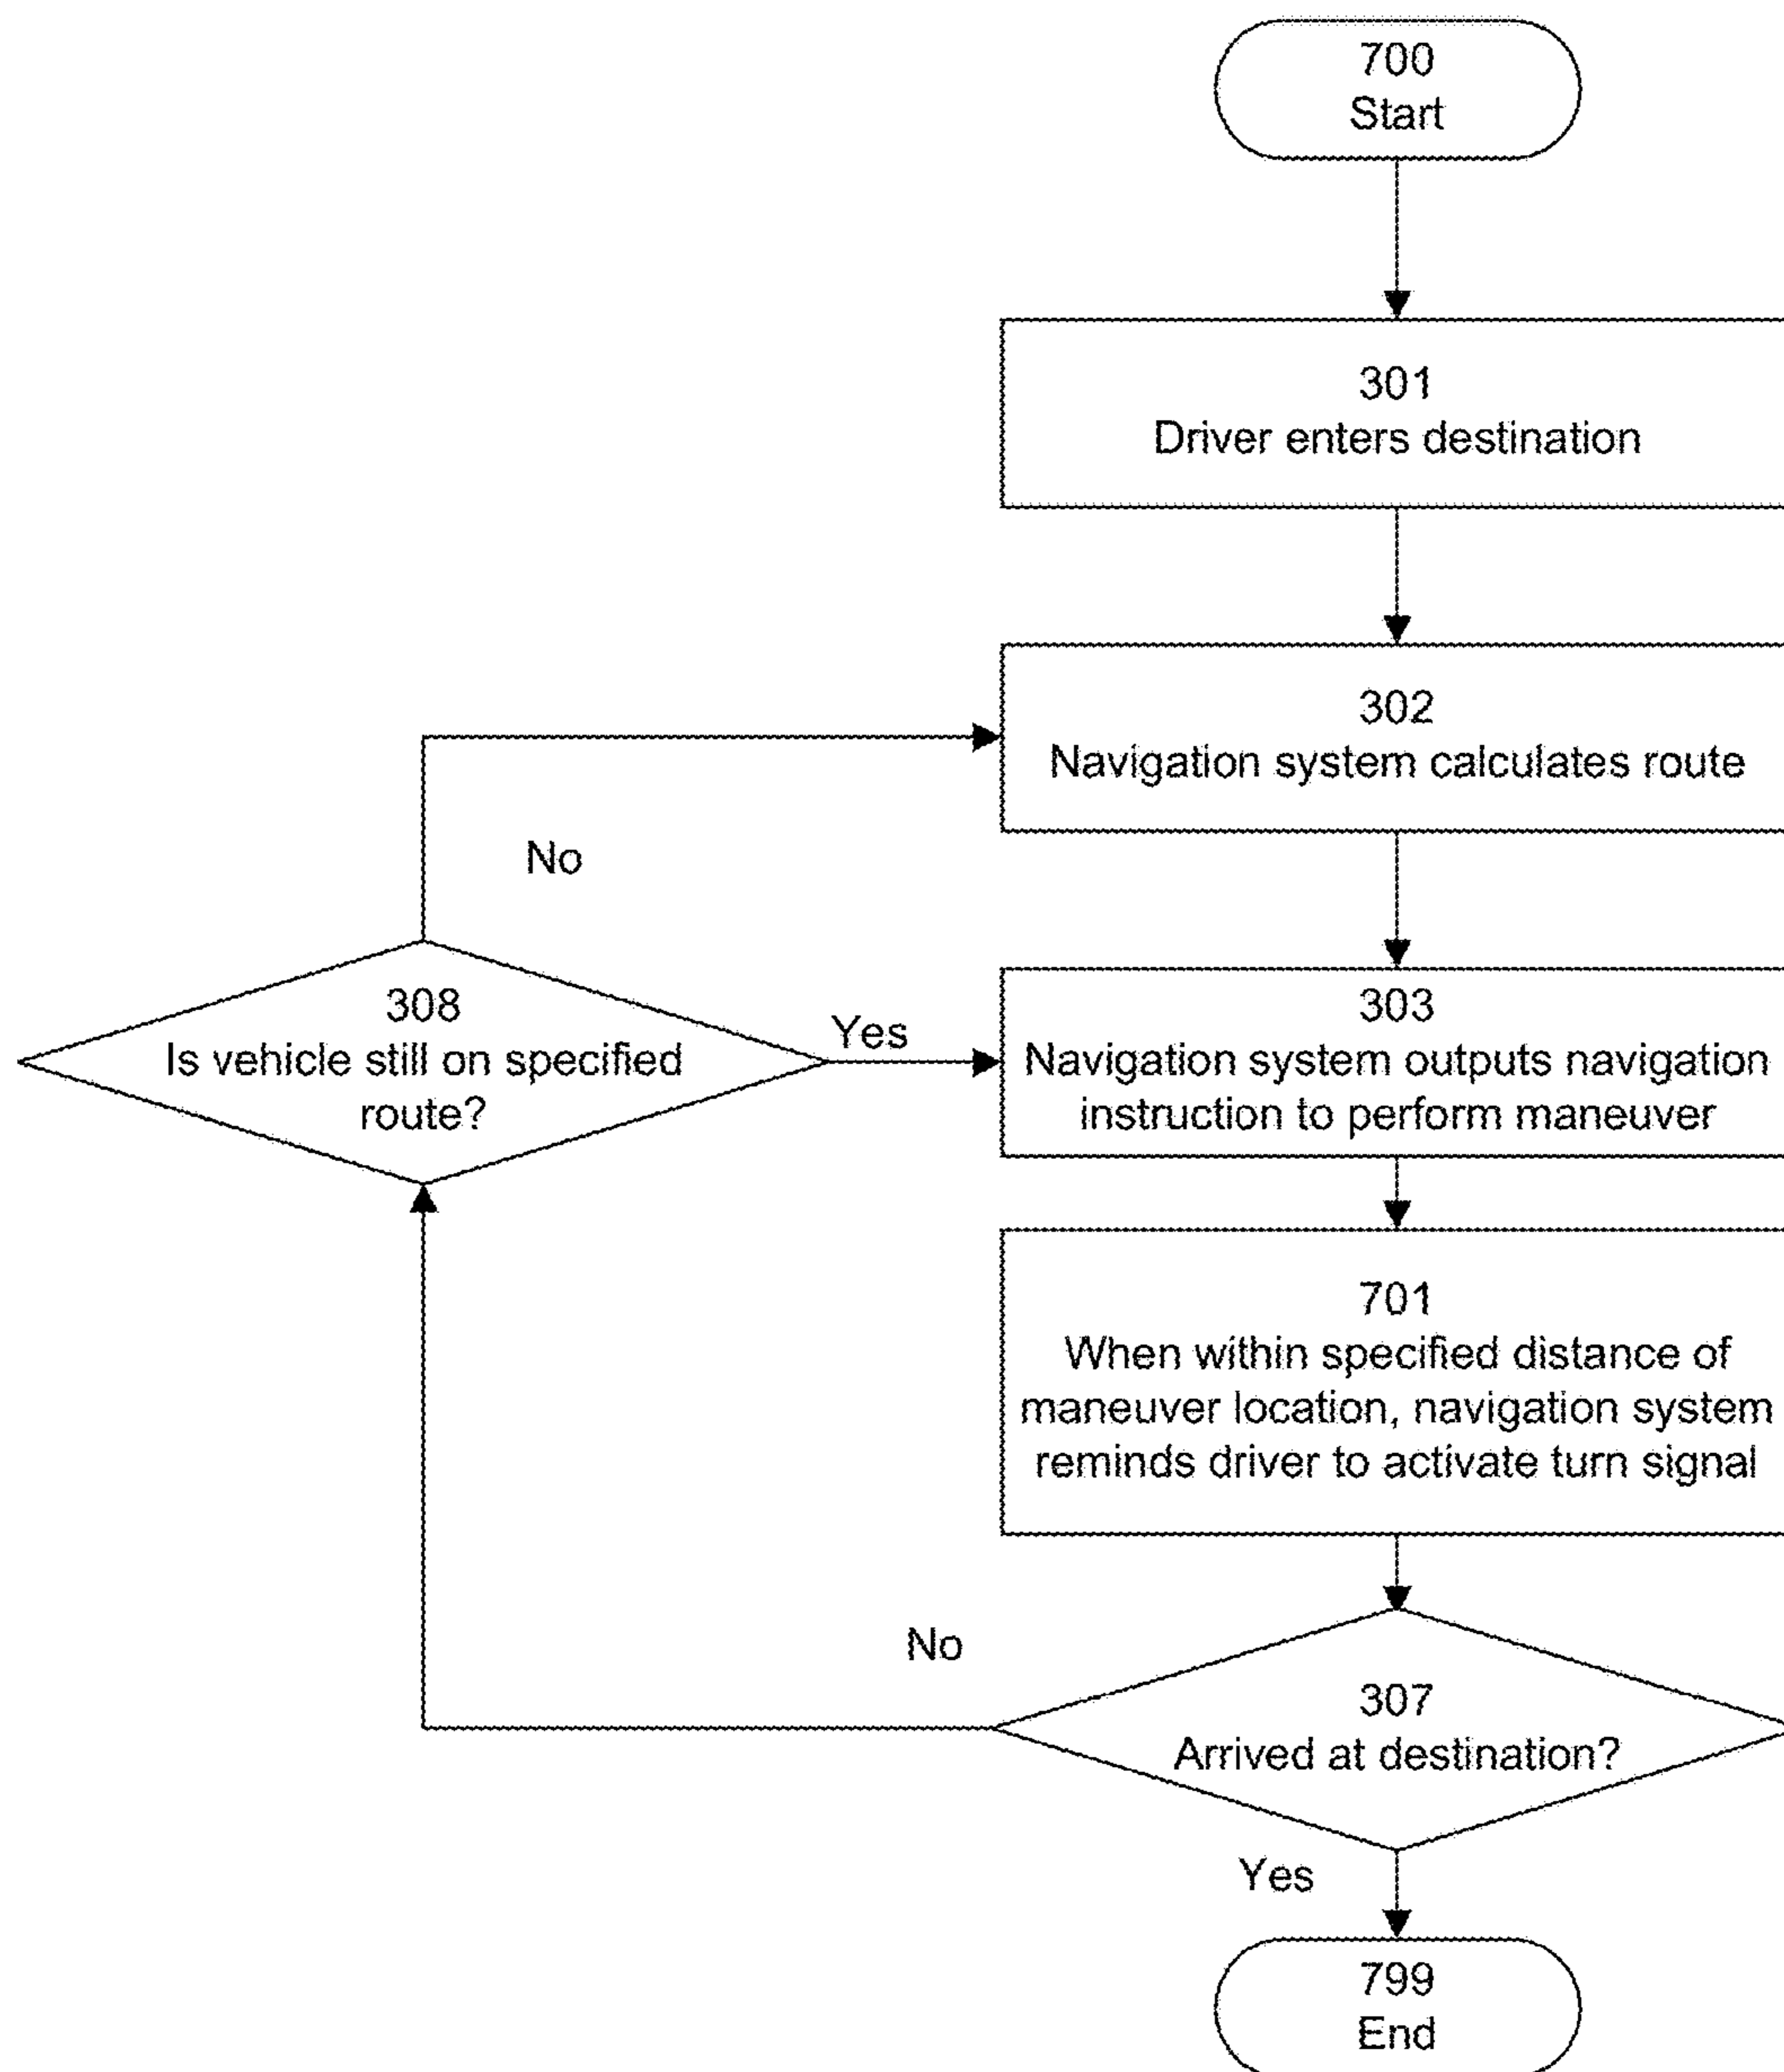 700
Start
301
Driver enters destination
302
Navigation system calculates route
No
308
Is vehicle still on specified
route?
Yes
303
Navigation system outputs navigation
instruction to perform maneuver
701
When within specified distance of
maneuver location, navigation system
reminds driver to activate turn signal
No
307
Arrived at destination?
Yes
799
End